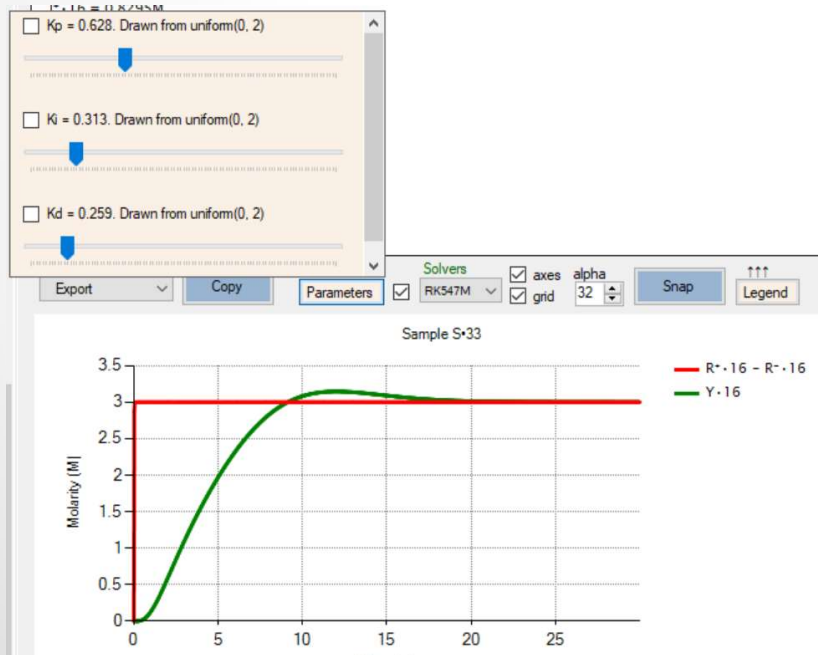 Kp = 0.628. Drawn from uniform(0, 2)
Ki = 0.313. Drawn from uniform(0, 2)
Kd = 0.259. Drawn from uniform(0, 2)
Export
Copy
Parameters
Solvers
RK547M
axes
grid
alpha
32
Snap
↑↑↑
Legend
Sample S•33
3.5
3
2.5
2
1.5
1
0.5
0
Molarity (M)
0 5 10 15 20 25
R⁺·16 - R⁻·16
Y·16